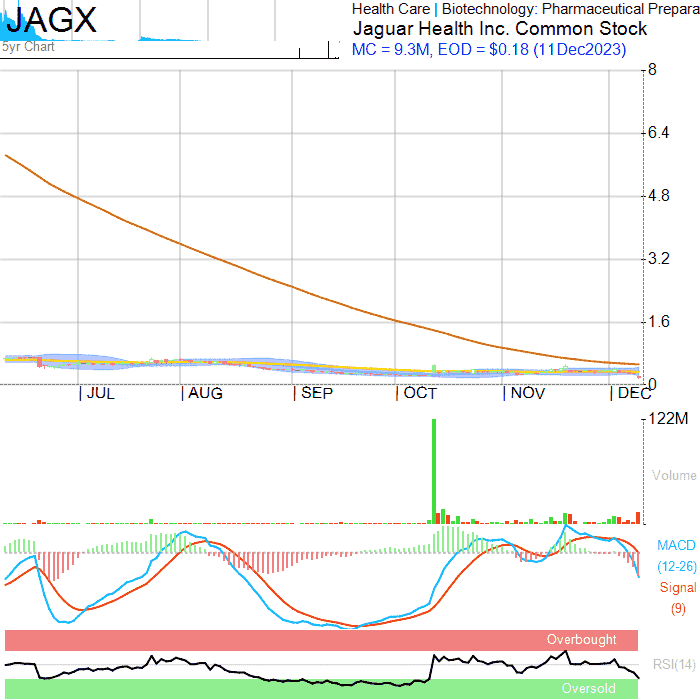 JAGX
5yr Chart
Health Care | Biotechnology: Pharmaceutical Prepara
Jaguar Health Inc. Common Stock
MC = 9.3M, EOD = $0.18 (11Dec2023)
8
6.4
4.8
3.2
1.6
0
JUL AUG SEP OCT NOV DEC
122M
Volume
MACD
(12-26)
Signal
(9)
Overbought
RSI(14)
Oversold